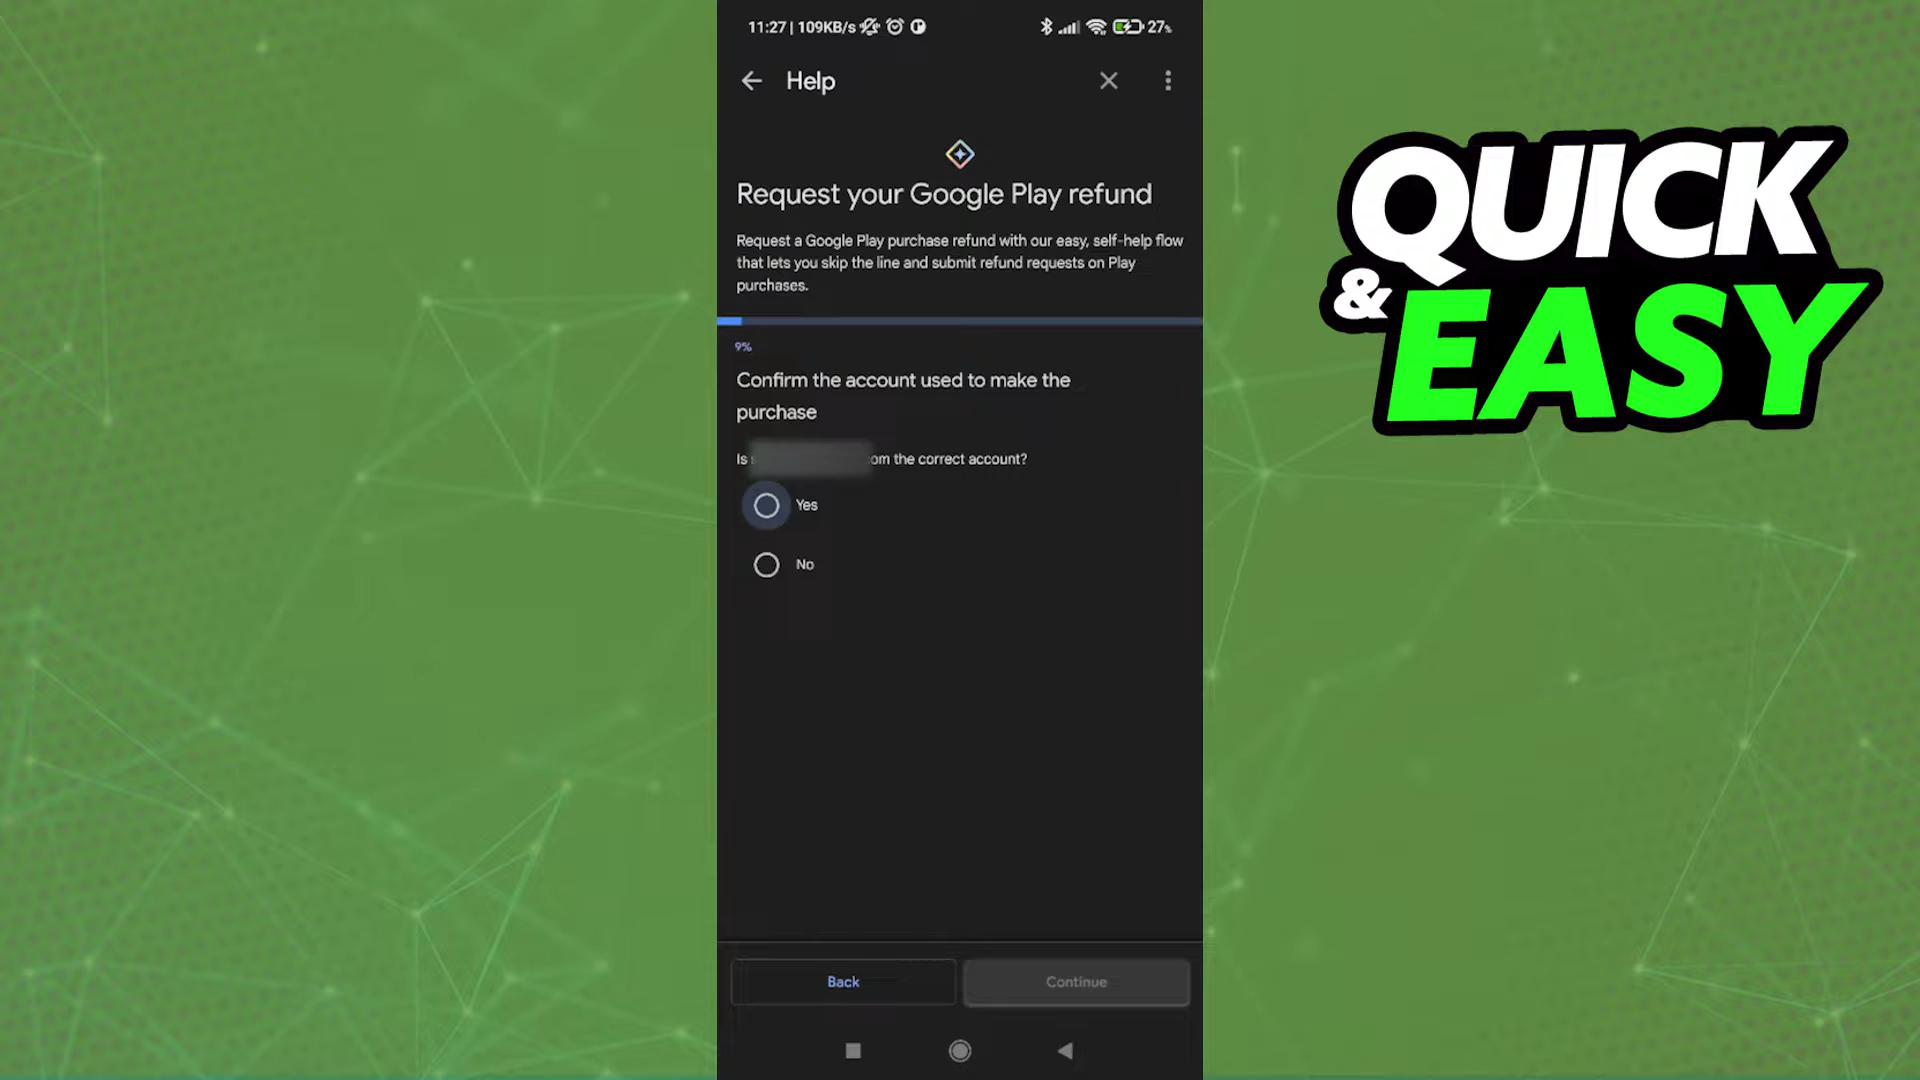 11:27 | 109KB/s
27%
Help
Request your Google Play refund
Request a Google Play purchase refund with our easy, self-help flow
that lets you skip the line and submit refund requests on Play
purchases.
9%
Confirm the account used to make the
purchase
Is om the correct account?
Yes
No
Back
Continue
QUICK
& EASY